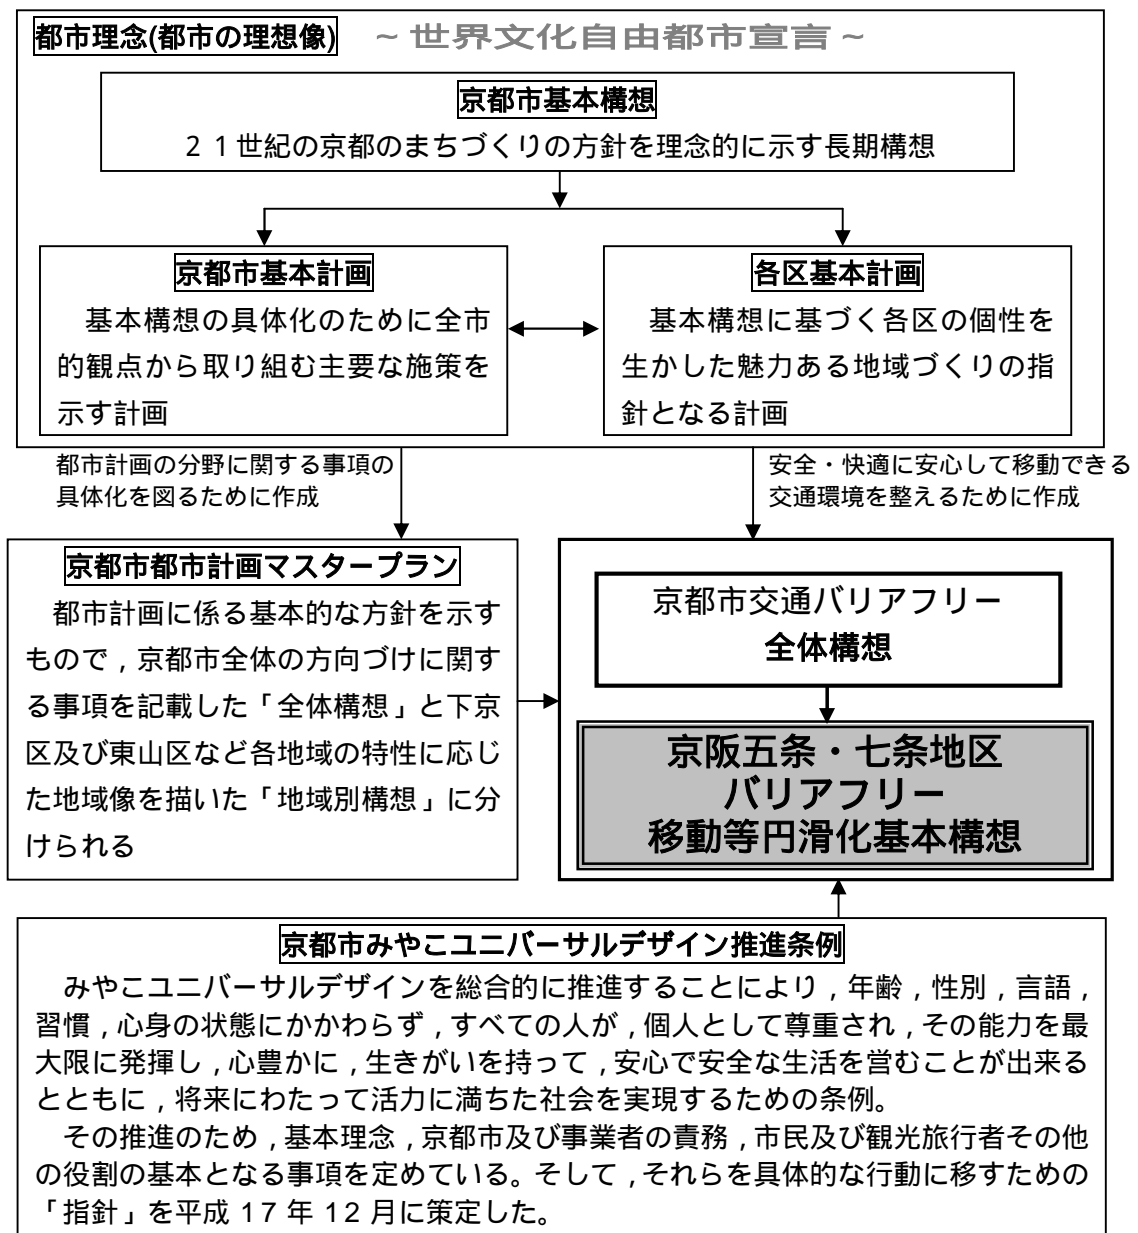 都市理念(都市の理想像) ~世界文化自由都市宣言~
京都市基本構想
21世紀の京都のまちづくりの方針を理念的に示す長期構想
京都市基本計画
基本構想の具体化のために全市
的観点から取り組む主要な施策を
示す計画
各区基本計画
基本構想に基づく各区の個性を
生かした魅力ある地域づくりの指
針となる計画
都市計画の分野に関する事項の
具体化を図るために作成
安全・快適に安心して移動できる
交通環境を整えるために作成
京都市都市計画マスタープラン
都市計画に係る基本的な方針を示す
もので,京都市全体の方向づけに関す
る事項を記載した「全体構想」と下京
区及び東山区など各地域の特性に応じ
た地域像を描いた「地域別構想」に分
けられる
京都市交通バリアフリー
全体構想
京阪五条・七条地区
バリアフリー
移動等円滑化基本構想
京都市みやこユニバーサルデザイン推進条例
みやこユニバーサルデザインを総合的に推進することにより,年齢,性別,言語,
習慣,心身の状態にかかわらず,すべての人が,個人として尊重され,その能力を最
大限に発揮し,心豊かに,生きがいを持って,安心で安全な生活を営むことが出来る
とともに,将来にわたって活力に満ちた社会を実現するための条例。
その推進のため,基本理念,京都市及び事業者の責務,市民及び観光旅行者その他
の役割の基本となる事項を定めている。そして,それらを具体的な行動に移すための
「指針」を平成 17 年 12 月に策定した。